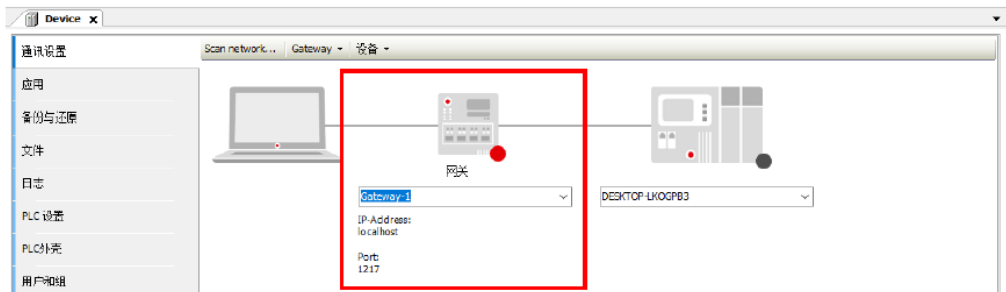 Device x
通讯设置
Scan network... Gateway 设备
应用
备份与还原
文件
日志
PLC 设置
PLC外壳
用户和组
网关
Gateway-1
IP-Address:
localhost
Port:
1217
DESKTOP-LKOGPB3